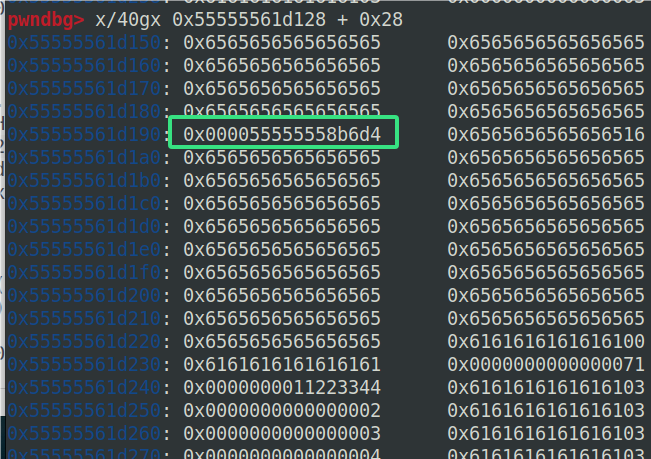 pwndbg> x/40gx 0x55555561d128 + 0x28
0x55555561d150: 0x6565656565656565 0x6565656565656565
0x55555561d160: 0x6565656565656565 0x6565656565656565
0x55555561d170: 0x6565656565656565 0x6565656565656565
0x55555561d180: 0x6565656565656565 0x6565656565656565
0x55555561d190: 0x000055555558b6d4 0x6565656565656516
0x55555561d1a0: 0x6565656565656565 0x6565656565656565
0x55555561d1b0: 0x6565656565656565 0x6565656565656565
0x55555561d1c0: 0x6565656565656565 0x6565656565656565
0x55555561d1d0: 0x6565656565656565 0x6565656565656565
0x55555561d1e0: 0x6565656565656565 0x6565656565656565
0x55555561d1f0: 0x6565656565656565 0x6565656565656565
0x55555561d200: 0x6565656565656565 0x6565656565656565
0x55555561d210: 0x6565656565656565 0x6565656565656565
0x55555561d220: 0x6565656565656565 0x6161616161616100
0x55555561d230: 0x6161616161616161 0x0000000000000071
0x55555561d240: 0x0000000011223344 0x6161616161616103
0x55555561d250: 0x0000000000000002 0x6161616161616103
0x55555561d260: 0x0000000000000003 0x6161616161616103
0x55555561d270: 0x0000000000000004 0x6161616161616103